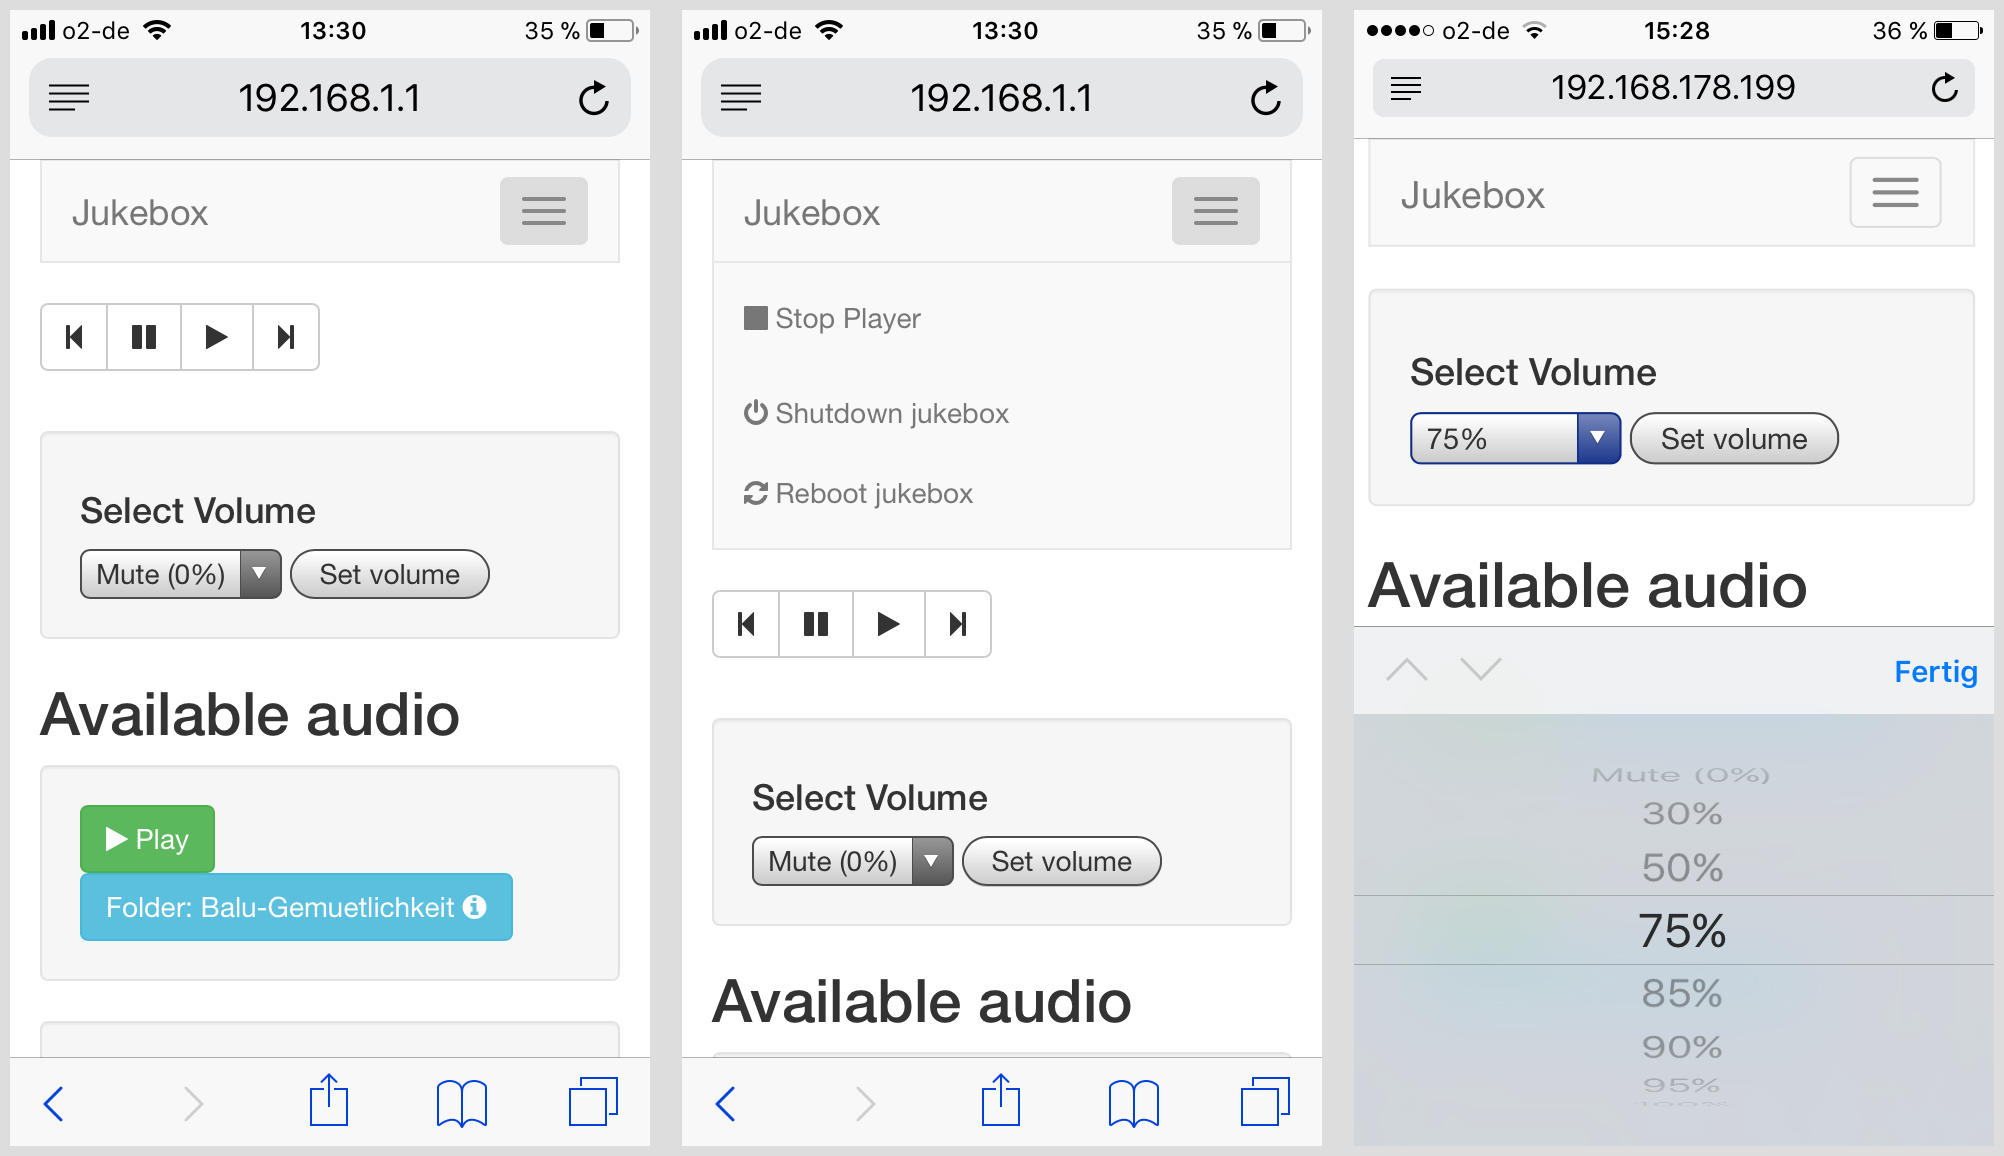 o2-de 13:30 35 %
192.168.1.1
Jukebox
Select Volume
Mute (0%) Set volume
Available audio
Play
Folder: Balu-Gemuetlichkeit
o2-de 13:30 35 %
192.168.1.1
Jukebox
Stop Player
Shutdown jukebox
Reboot jukebox
Select Volume
Mute (0%) Set volume
Available audio
o2-de 15:28 36 %
192.168.178.199
Jukebox
Select Volume
75% Set volume
Available audio
Fertig
Mute (0%)
30%
50%
75%
85%
90%
95%
100%